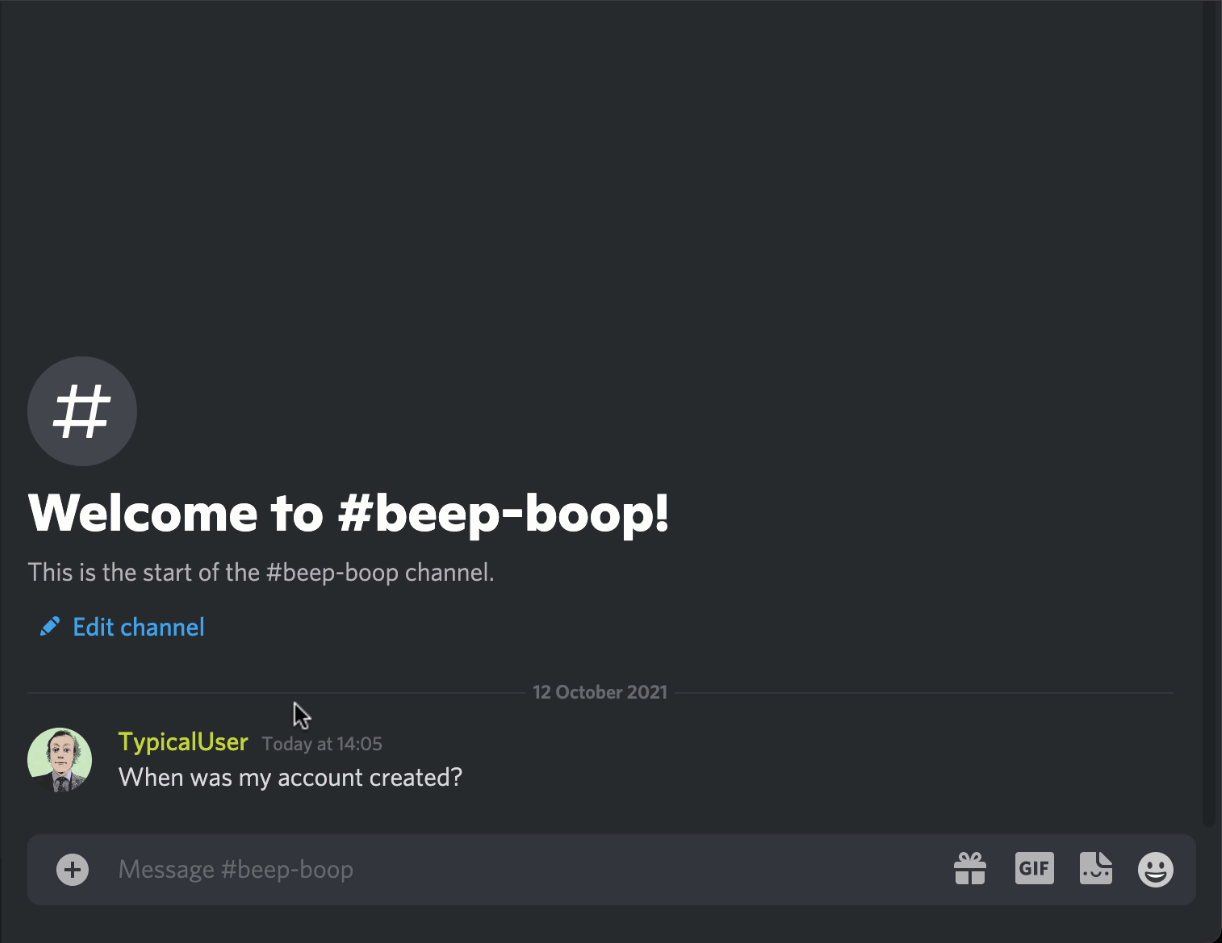 #
Welcome to #beep-boop!
This is the start of the #beep-boop channel.
Edit channel
12 October 2021
TypicalUser Today at 14:05
When was my account created?
Message #beep-boop GIF